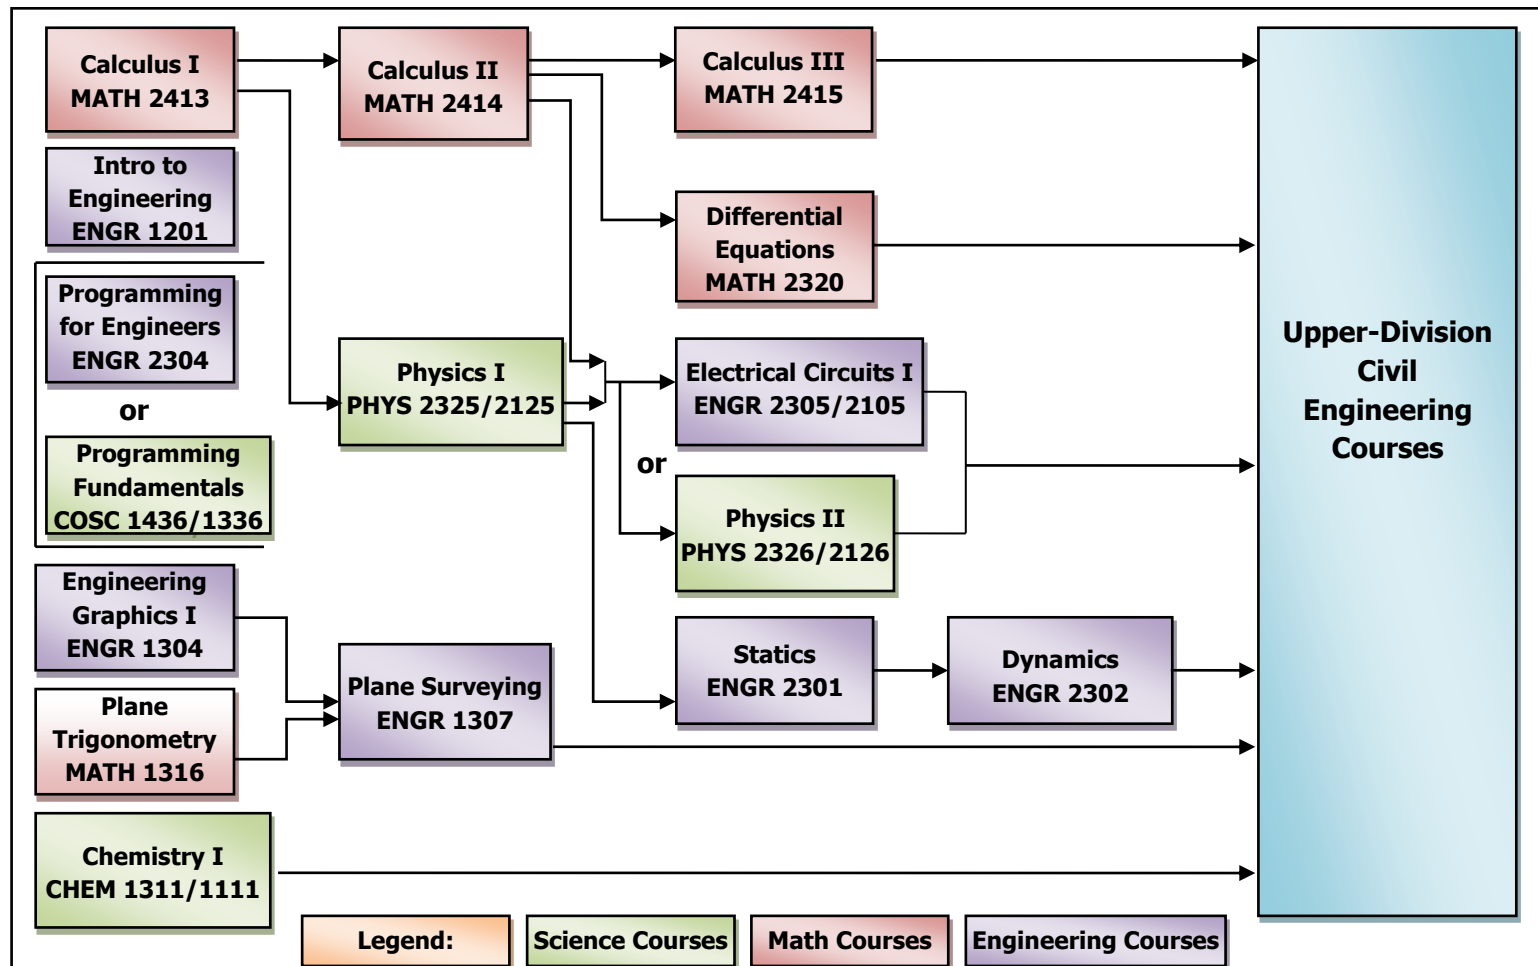 Calculus I
MATH 2413
Calculus II
MATH 2414
Calculus III
MATH 2415
Intro to
Engineering
ENGR 1201
Differential
Equations
MATH 2320
Programming
for Engineers
ENGR 2304
or
Programming
Fundamentals
COSC 1436/1336
Physics I
PHYS 2325/2125
Electrical Circuits I
ENGR 2305/2105
or
Physics II
PHYS 2326/2126
Upper-Division
Civil
Engineering
Courses
Engineering
Graphics I
ENGR 1304
Plane
Trigonometry
MATH 1316
Plane Surveying
ENGR 1307
Statics
ENGR 2301
Dynamics
ENGR 2302
Chemistry I
CHEM 1311/1111
Legend:
Science Courses
Math Courses
Engineering Courses